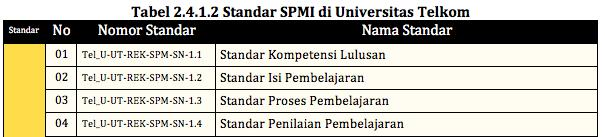 Tabel 2.4.1.2 Standar SPMI di Universitas Telkom
Standar No Nomor Standar Nama Standar
01 Tel_U-UT-REK-SPM-SN-1.1 Standar Kompetensi Lulusan
02 Tel_U-UT-REK-SPM-SN-1.2 Standar Isi Pembelajaran
03 Tel_U-UT-REK-SPM-SN-1.3 Standar Proses Pembelajaran
04 Tel_U-UT-REK-SPM-SN-1.4 Standar Penilaian Pembelajaran